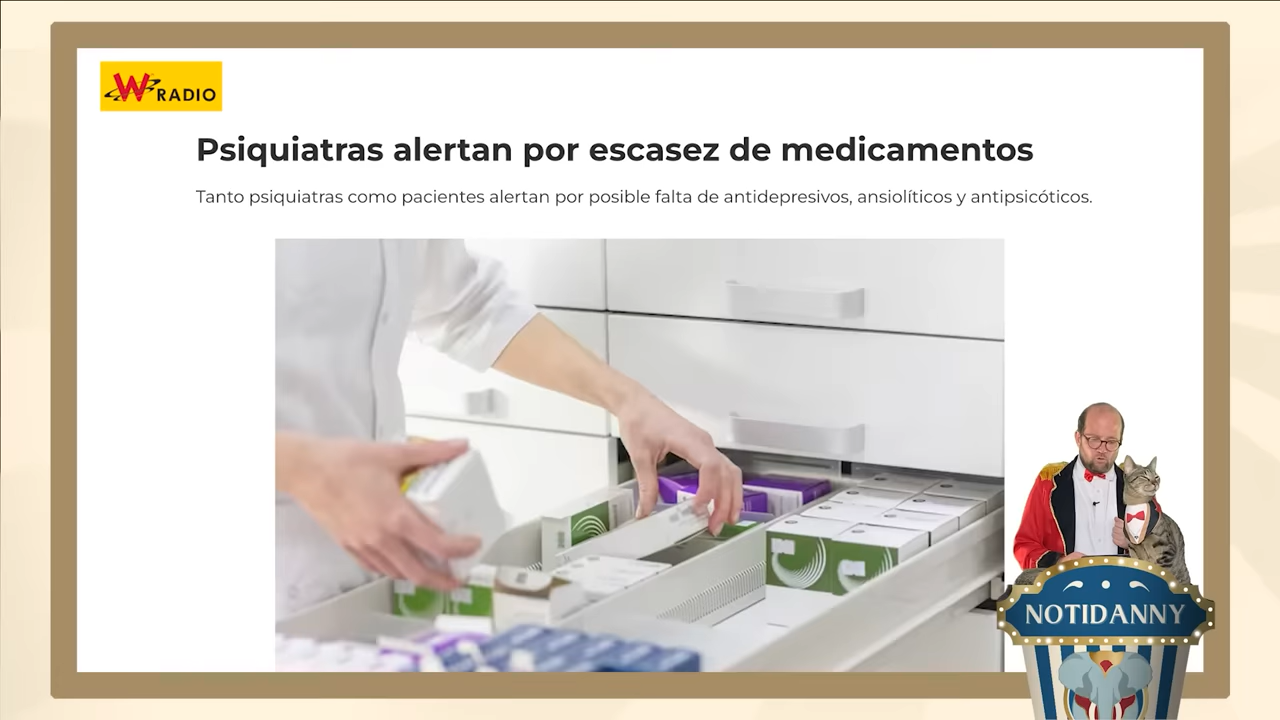 W RADIO
Psiquiatras alertan por escasez de medicamentos
Tanto psiquiatras como pacientes alertan por posible falta de antidepresivos, ansiolíticos y antipsicóticos.
NOTIDANNY